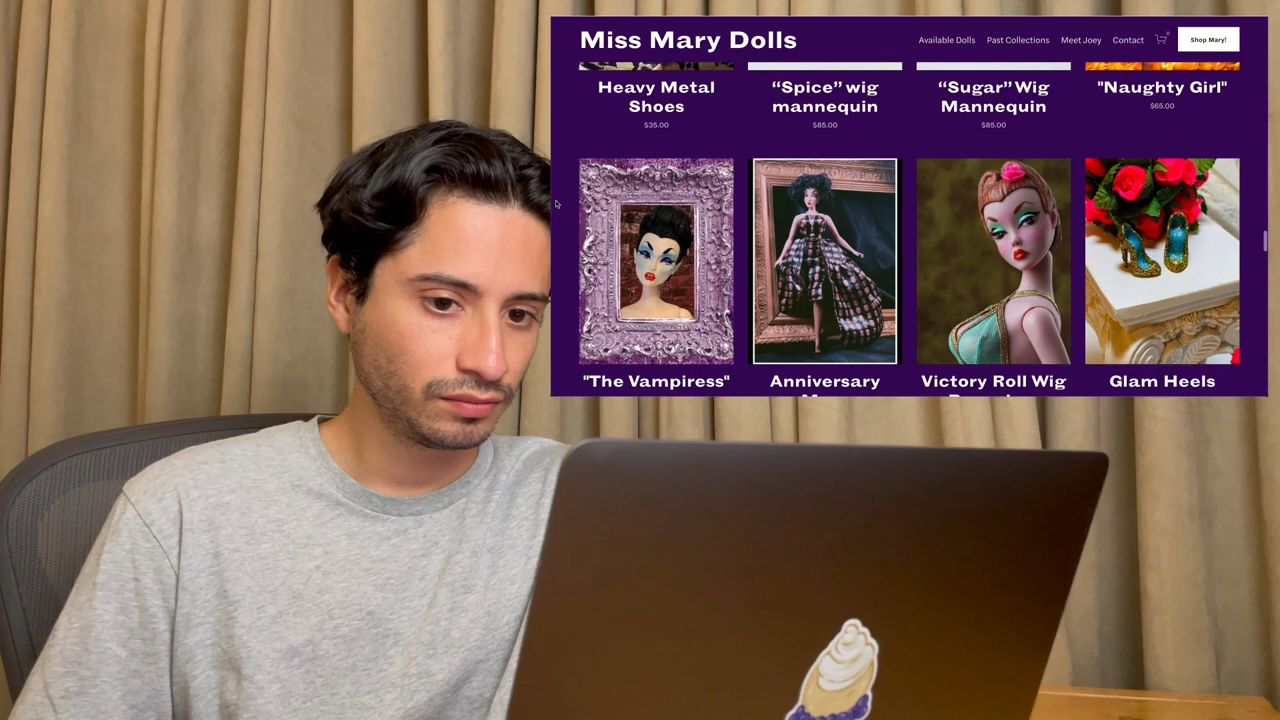 Miss Mary Dolls
Available Dolls
Past Collections
Meet Joey
Contact
0
Shop Mary!
Heavy Metal
Shoes
$35.00
“Spice” wig
mannequin
$85.00
“Sugar” Wig
Mannequin
$85.00
"Naughty Girl"
$65.00
"The Vampiress"
Anniversary
Victory Roll Wig
Glam Heels